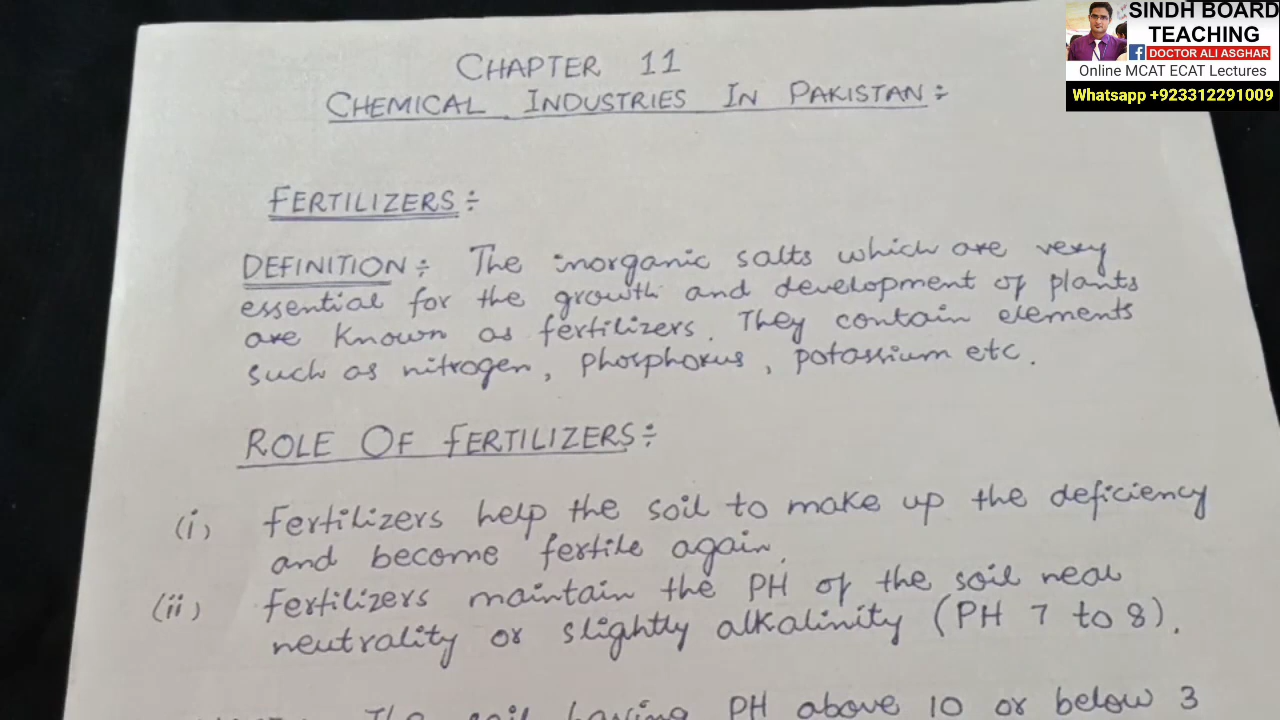 SINDH BOARD
TEACHING
f DOCTOR ALI ASGHAR
Online MCAT ECAT Lectures
Whatsapp +923312291009
CHAPTER 11
CHEMICAL INDUSTRIES IN PAKISTAN:
FERTILIZERS:
DEFINITION: The inorganic salts which are very
essential for the growth and development of plants
are known as fertilizers. They contain elements
such as nitrogen, phosphorus, potassium etc.
ROLE OF FERTILIZERS:
(i) Fertilizers help the soil to make up the deficiency
and become fertile again.
(ii) Fertilizers maintain the PH of the soil near
neutrality or slightly alkalinity (PH 7 to 8).
The soil having PH above 10 or below 3